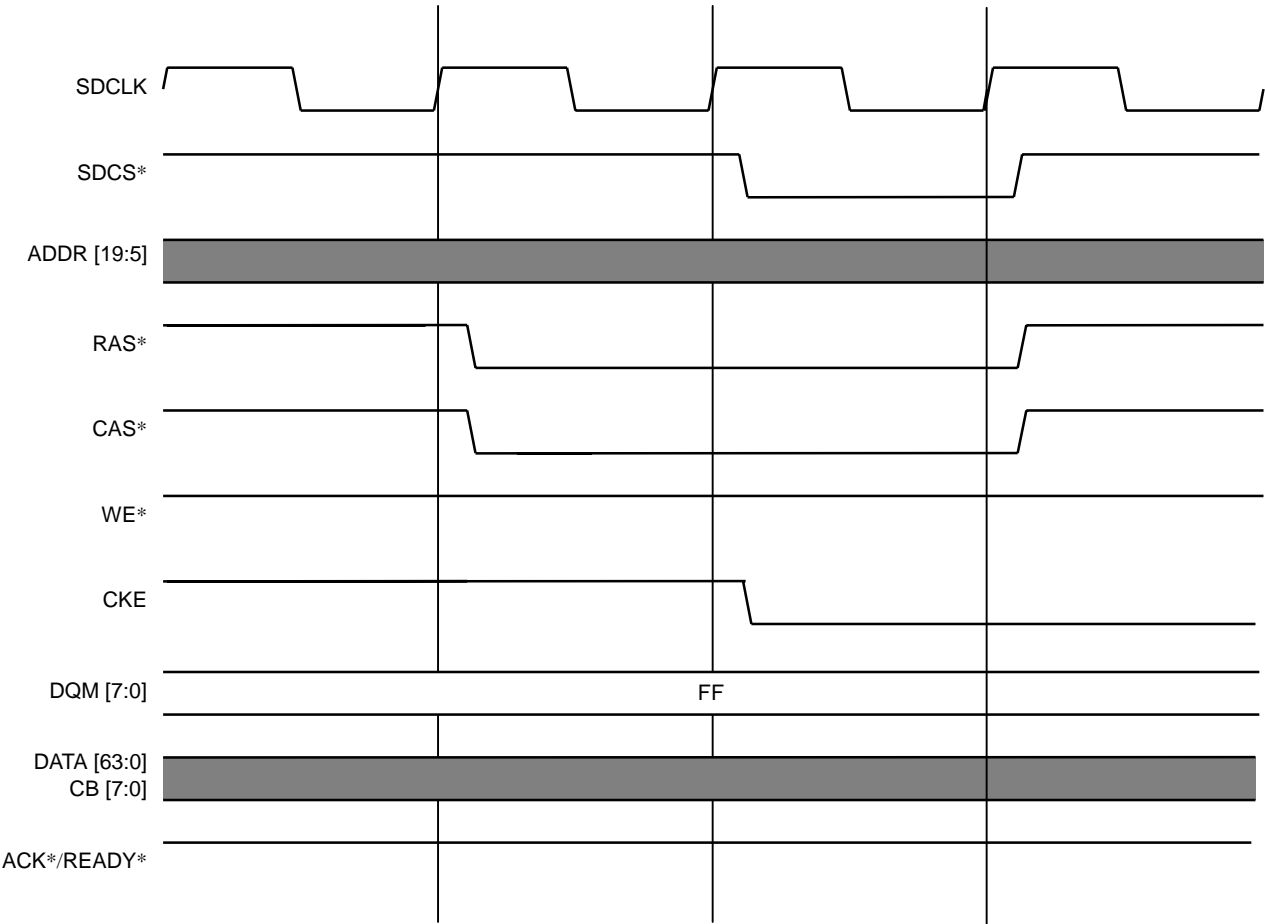 SDCLK
SDCS*
ADDR [19:5]
RAS*
CAS*
WE*
CKE
DQM [7:0]
FF
DATA [63:0]
CB [7:0]
ACK*/READY*